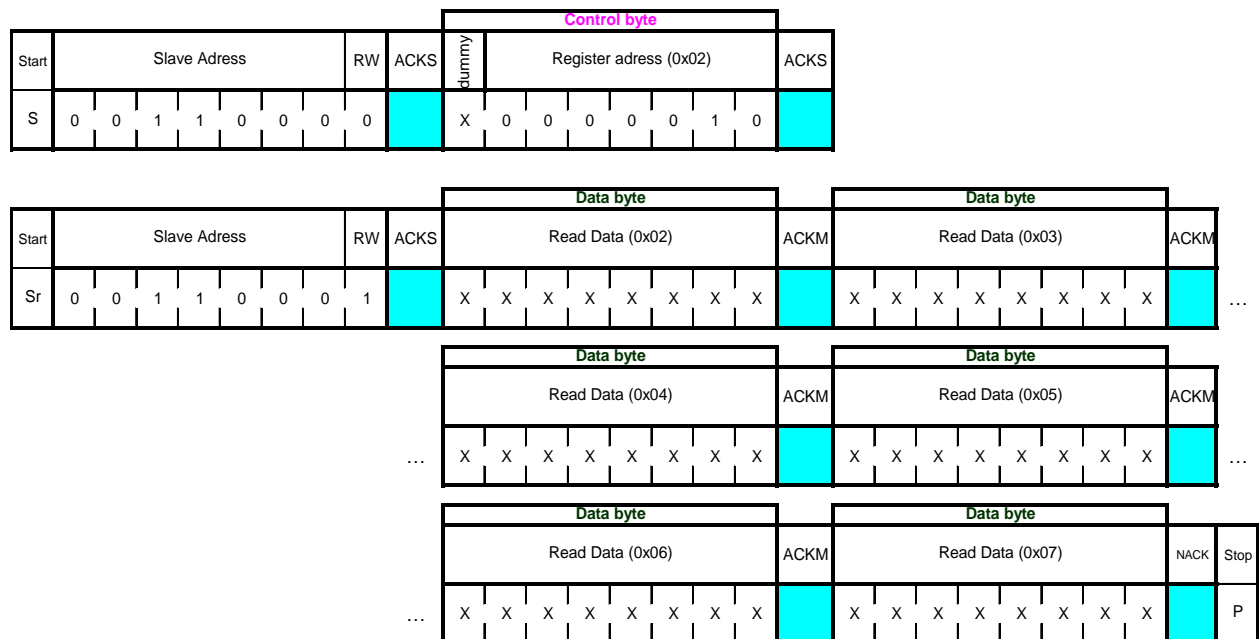 Control byte
Start Slave Adress RW ACKS dummy Register adress (0x02) ACKS
S 0 0 1 1 0 0 0 0 X 0 0 0 0 0 1 0
Data byte Data byte
Start Slave Adress RW ACKS Read Data (0x02) ACKM Read Data (0x03) ACKM
Sr 0 0 1 1 0 0 0 1 X X X X X X X X X X X X X X X X …
Data byte Data byte
Read Data (0x04) ACKM Read Data (0x05) ACKM
… X X X X X X X X X X X X X X X X …
Data byte Data byte
Read Data (0x06) ACKM Read Data (0x07) NACK Stop
… X X X X X X X X X X X X X X X X P